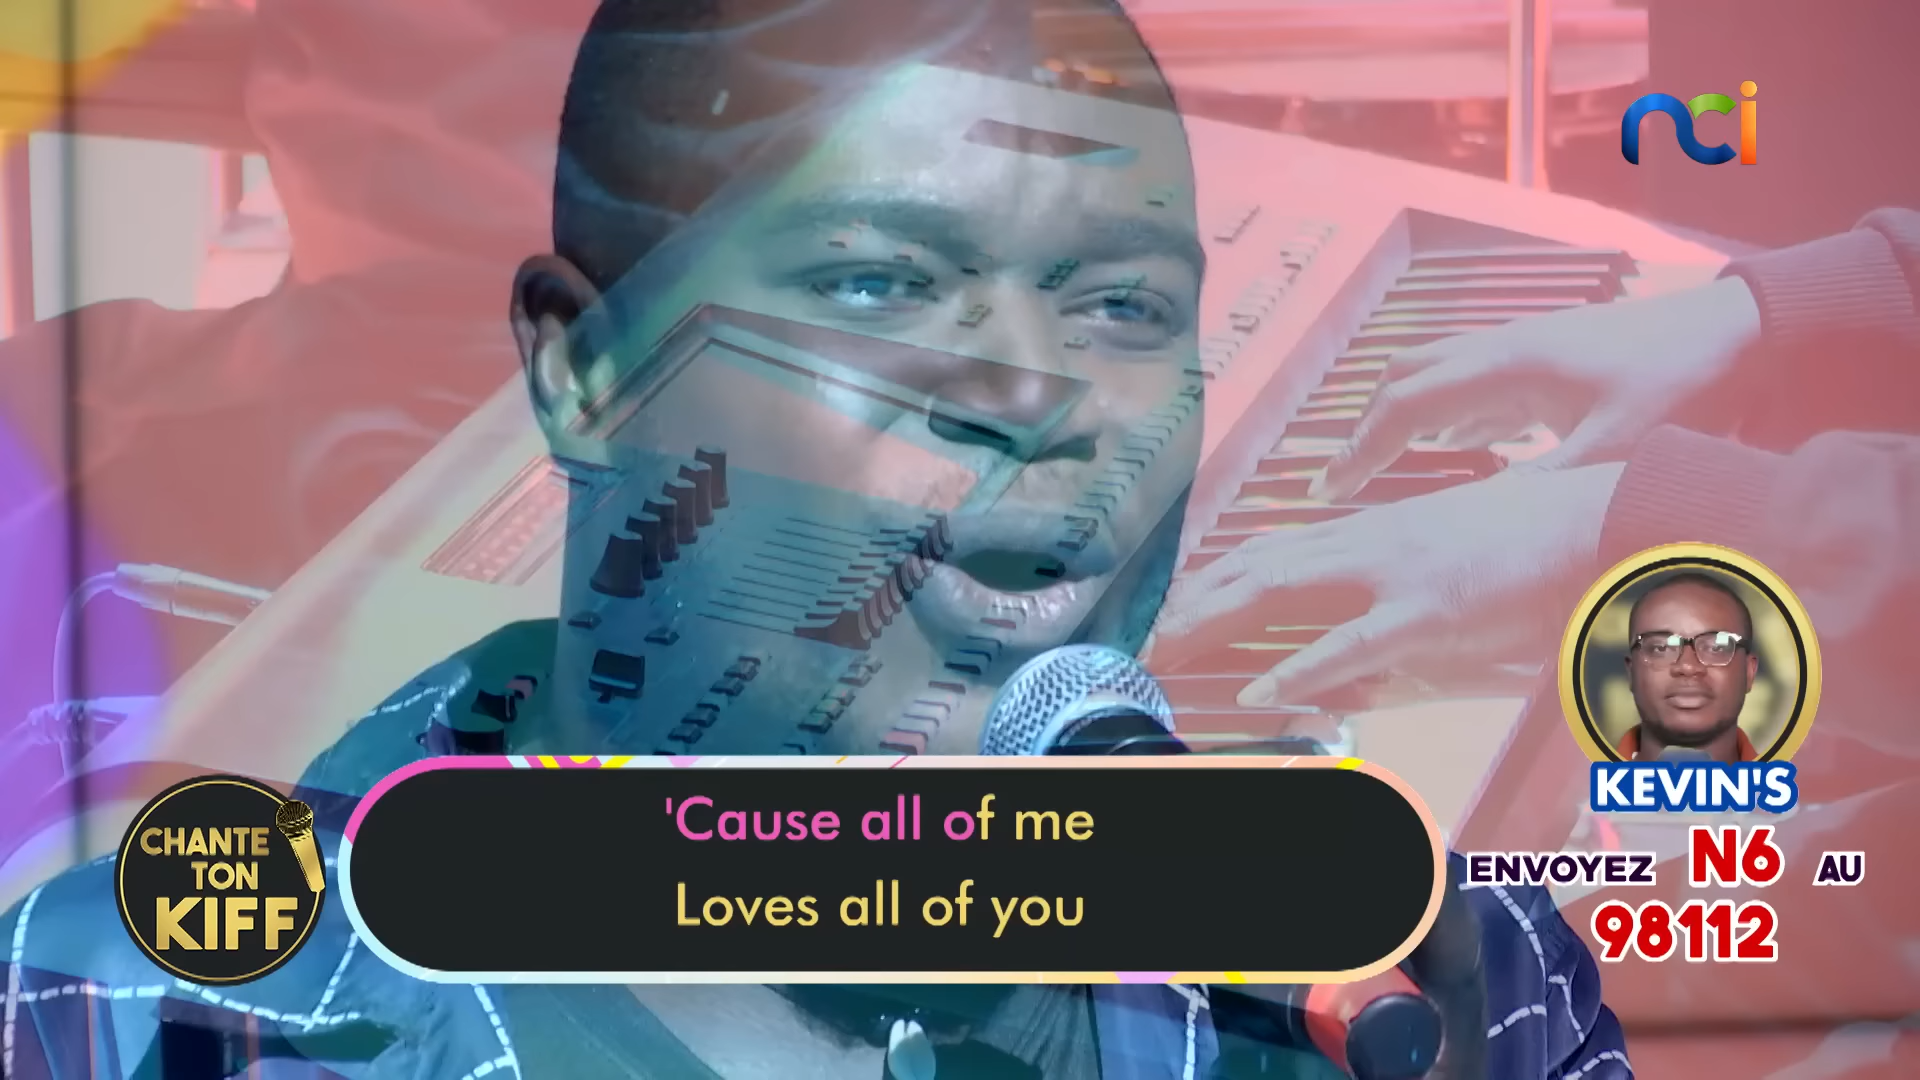 nci
'Cause all of me
Loves all of you
CHANTE
TON
KIFF
KEVIN'S
ENVOYEZ N6 AU
98112